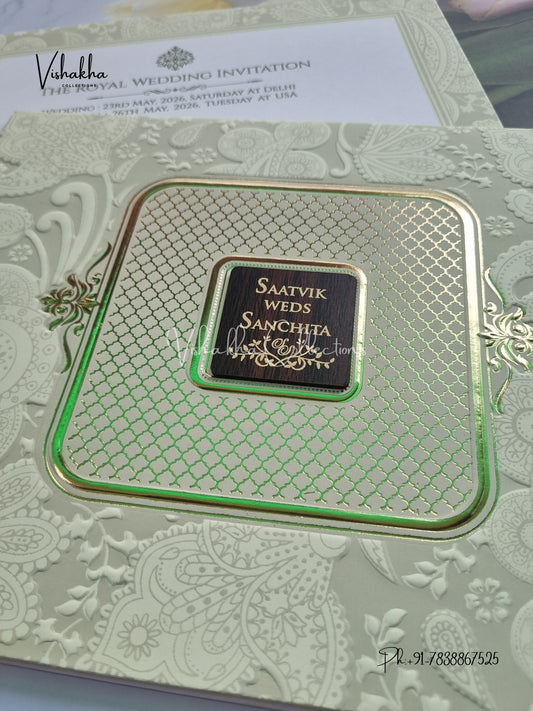 Vishakha
COLLECTIONS
THE ROYAL WEDDING INVITATION
WEDDING : 23RD MAY, 2026, SATURDAY AT DELHI
26TH MAY, 2026, TUESDAY AT USA
SAATVIK
WEDS
SANCHITA
Vishakha Collections
Ph.+91-7838867525